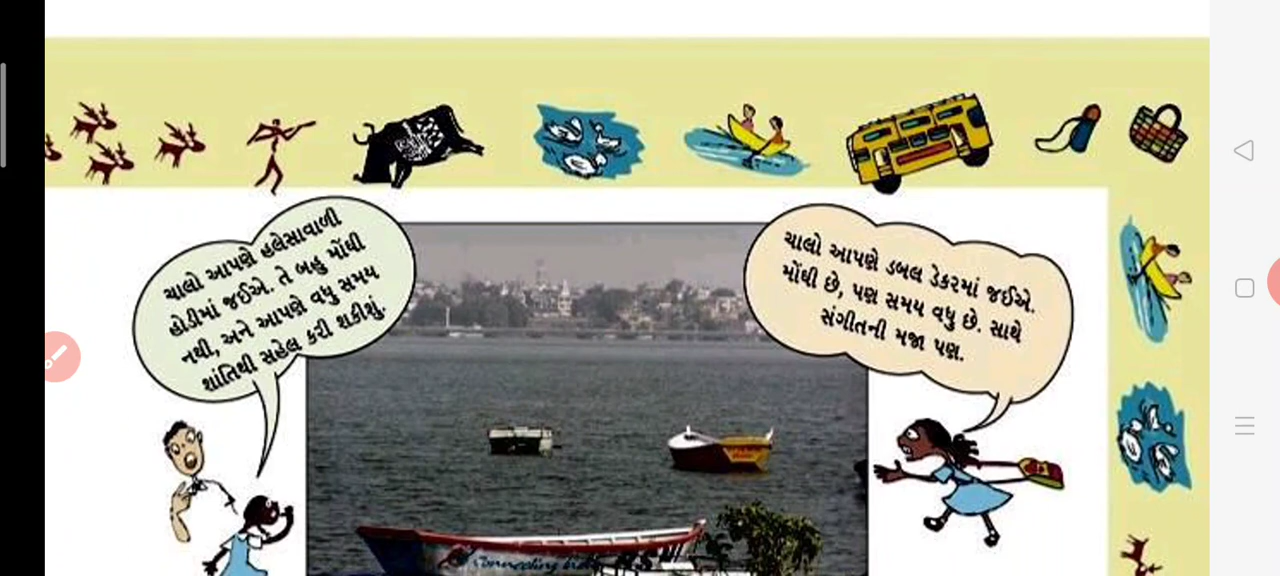 ચાલો આપણે હલેસાવાળી
હોડીમાં જઈએ. તે બહુ મોંઘી
નથી, અને આપણે વધુ સમય
શાંતિથી સહેલ કરી શકીશું.
ચાલો આપણે ડબલ ડેકરમાં જઈએ.
મોંઘી છે, પણ સમય વધુ છે. સાથે
સંગીતની મજા પણ.
Connecting